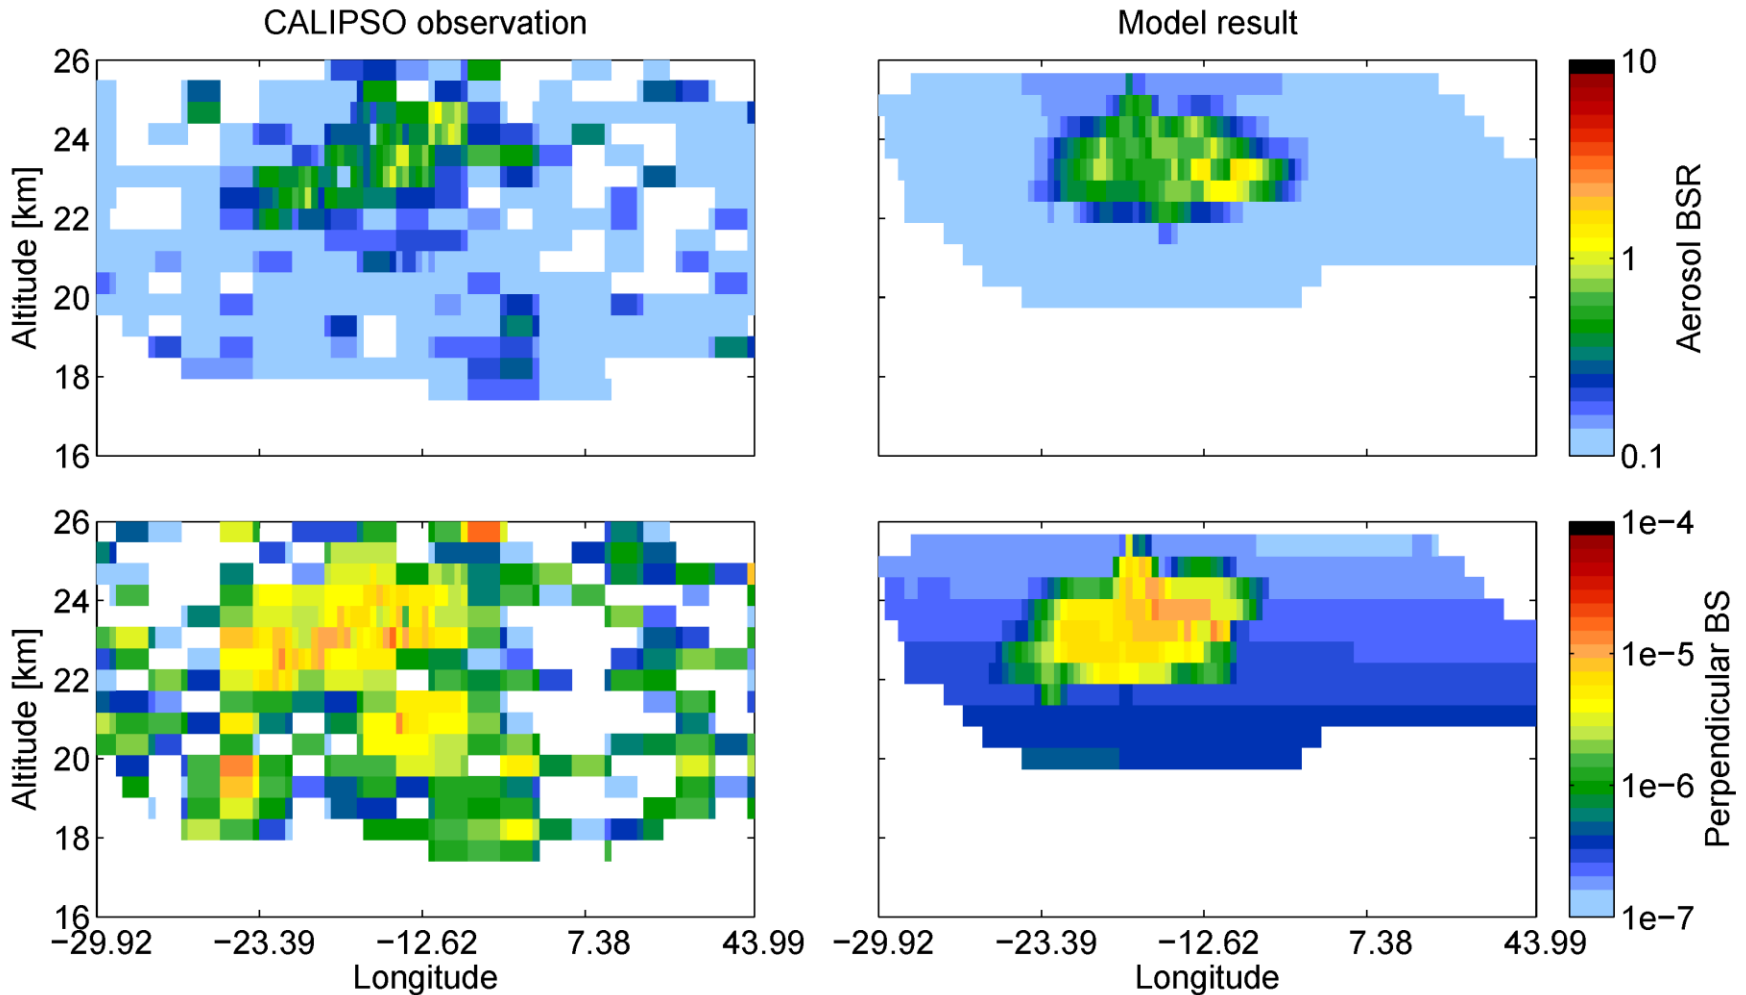 CALIPSO observation
Model result
26
24
22
20
18
16
Altitude [km]
10
1
0.1
Aerosol BSR
26
24
22
20
18
16
Altitude [km]
−29.92 −23.39 −12.62 7.38 43.99
Longitude
−29.92 −23.39 −12.62 7.38 43.99
Longitude
1e−4
1e−5
1e−6
1e−7
Perpendicular BS